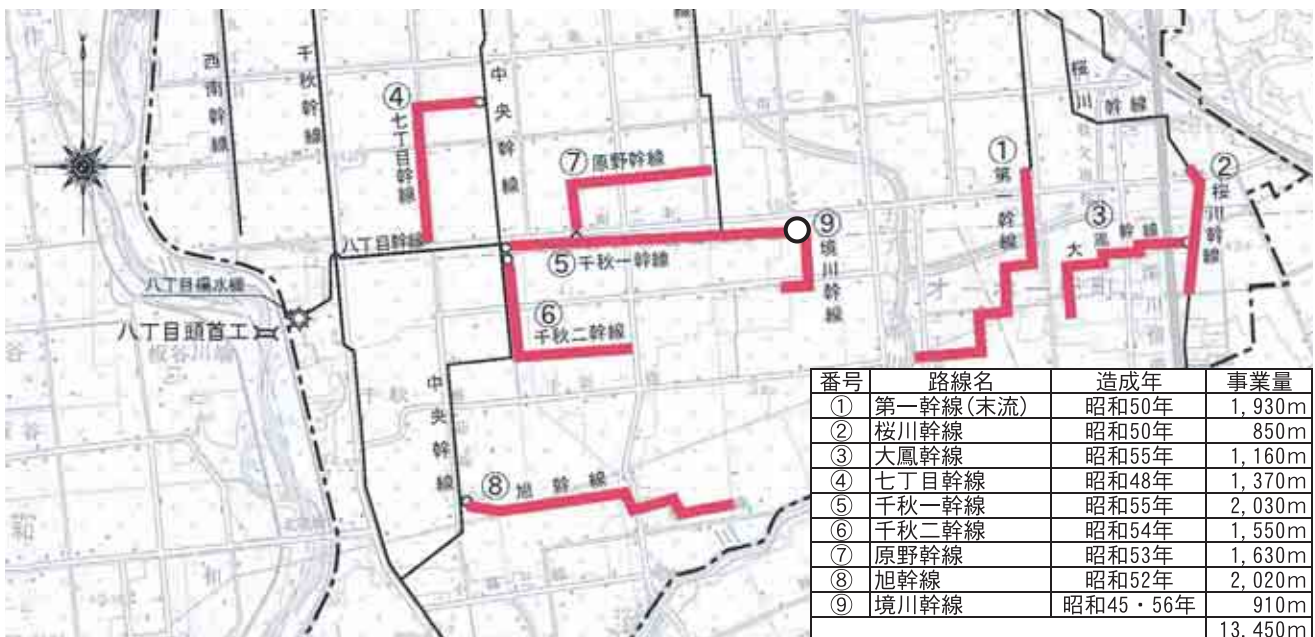 西南幹線
千秋幹線
中央幹線
④七丁目幹線
⑦原野幹線
①第一幹線
桜川幹線
②桜川幹線
③大鳳幹線
⑨境川幹線
八丁目幹線
⑤千秋一幹線
八丁目揚水機
八丁目頭首工
⑥
千秋二幹線
中央幹線
⑧旭幹線
番号 路線名 造成年 事業量
① 第一幹線(末流) 昭和50年 1,930m
② 桜川幹線 昭和50年 850m
③ 大鳳幹線 昭和55年 1,160m
④ 七丁目幹線 昭和48年 1,370m
⑤ 千秋一幹線 昭和55年 2,030m
⑥ 千秋二幹線 昭和54年 1,550m
⑦ 原野幹線 昭和53年 1,630m
⑧ 旭幹線 昭和52年 2,020m
⑨ 境川幹線 昭和45・56年 910m
13,450m